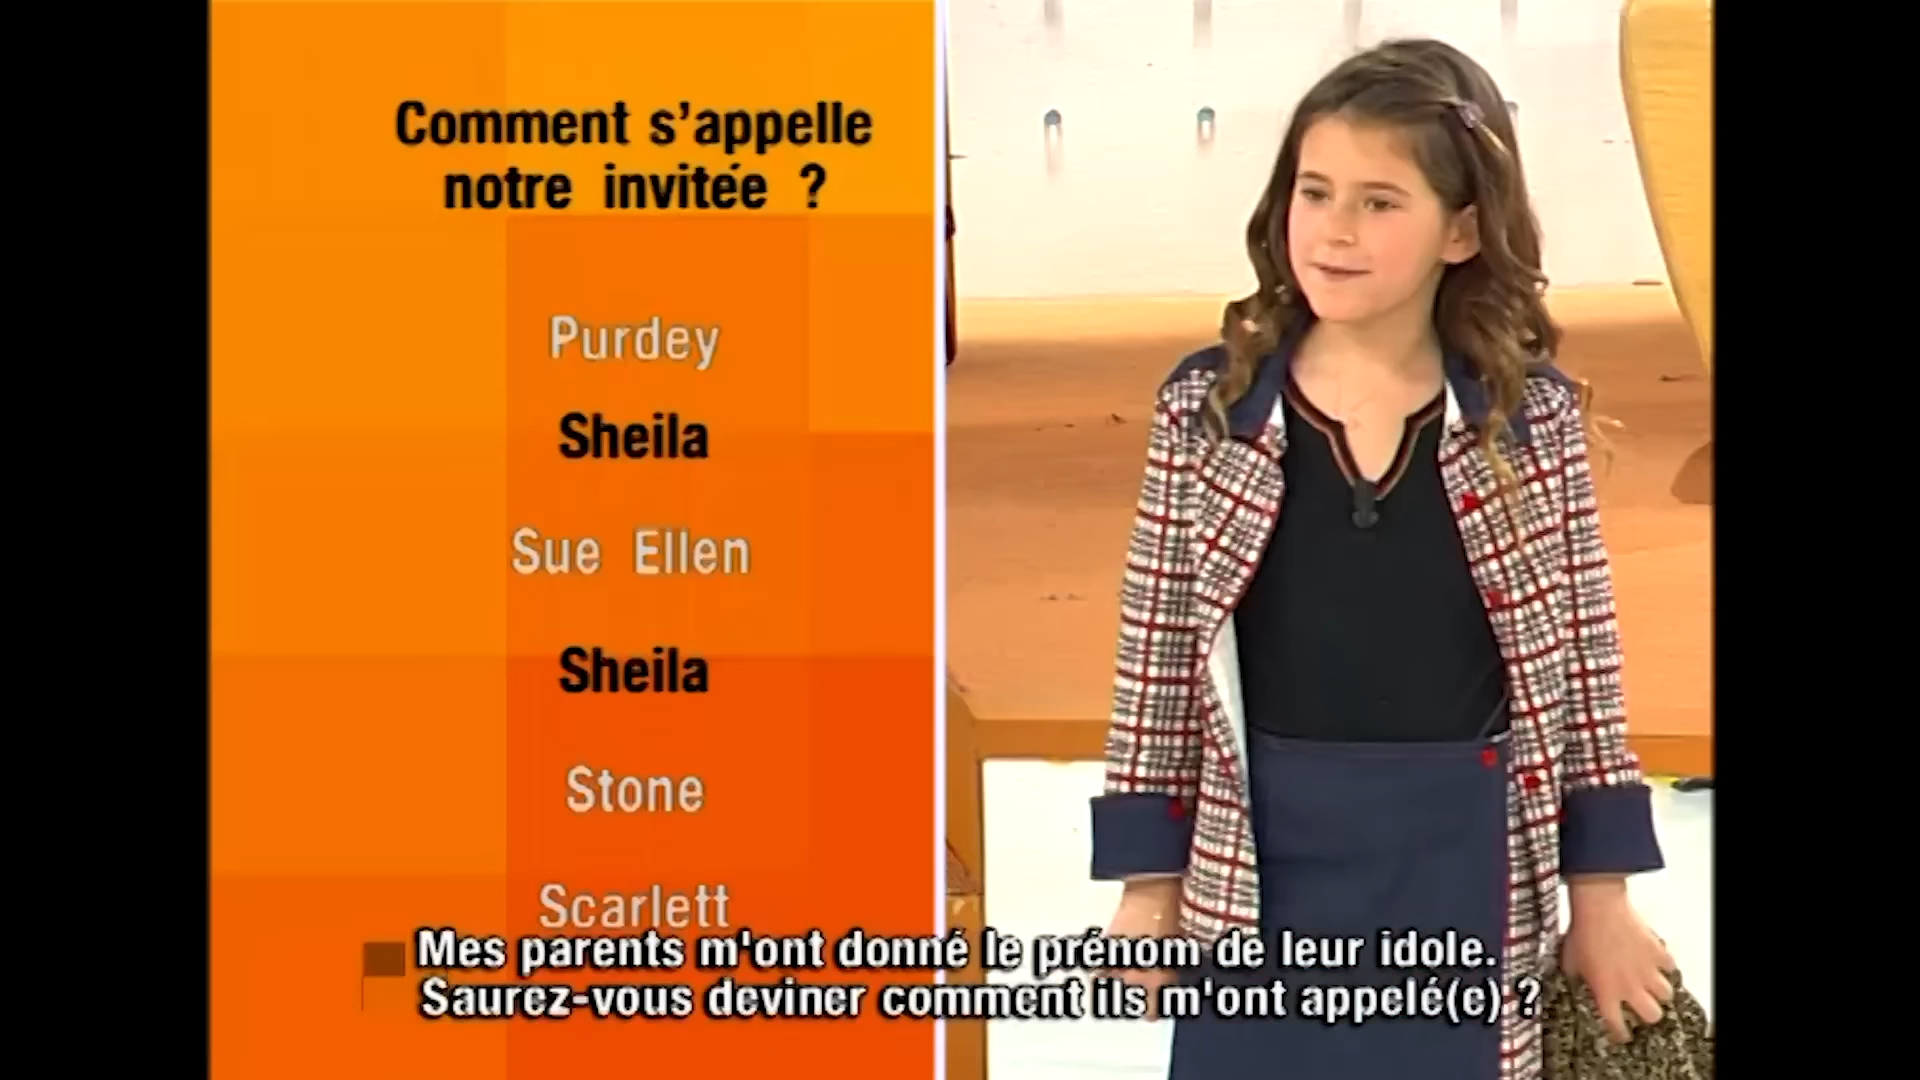 Comment s'appelle
notre invitée ?
Purdey
Sheila
Sue Ellen
Sheila
Stone
Scarlett
Mes parents m'ont donné le prénom de leur idole.
Saurez-vous deviner comment ils m'ont appelé(e) ?